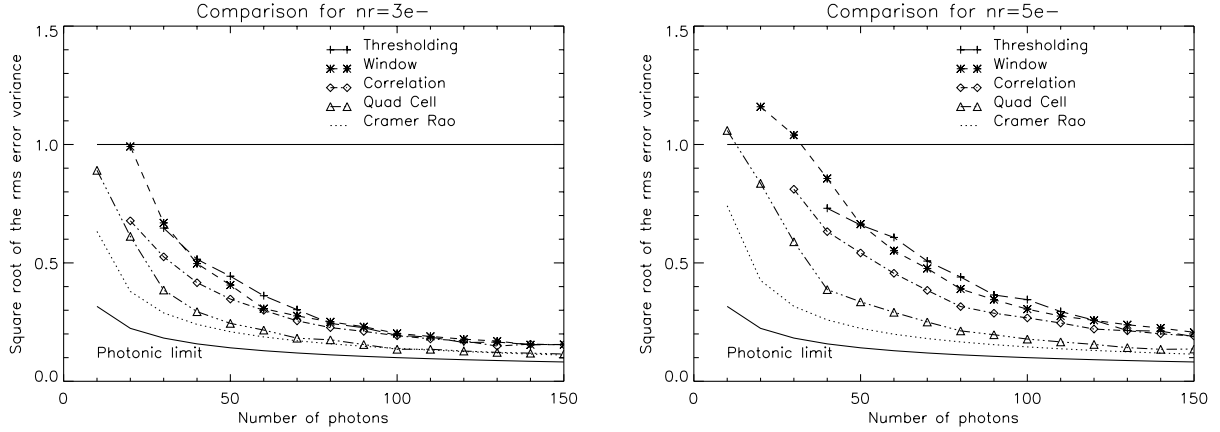 Comparison for nr=3e-
Square root of the rms error variance
1.5
1.0
0.5
0.0
Thresholding
Window
Correlation
Quad Cell
Cramer Rao
Photonic limit
0
50
100
150
Number of photons
Comparison for nr=5e-
Square root of the rms error variance
1.5
1.0
0.5
0.0
Thresholding
Window
Correlation
Quad Cell
Cramer Rao
Photonic limit
0
50
100
150
Number of photons